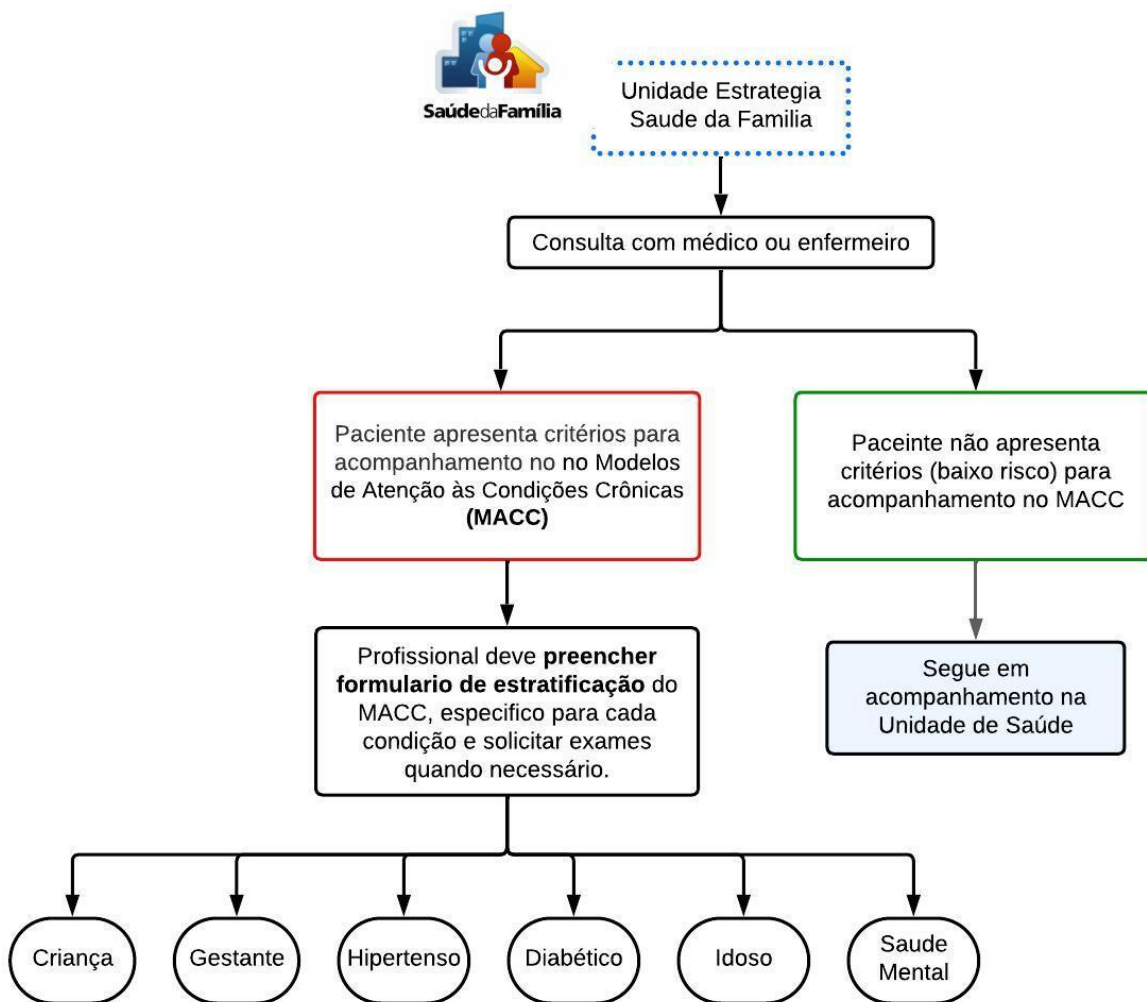 SaúdedaFamília
Unidade Estrategia
Saude da Familia
Consulta com médico ou enfermeiro
Paciente apresenta critérios para
acompanhamento no no Modelos
de Atenção às Condições Crônicas
(MACC)
Paceinte não apresenta
critérios (baixo risco) para
acompanhamento no MACC
Profissional deve preencher
formulario de estratificação do
MACC, especifico para cada
condição e solicitar exames
quando necessário.
Segue em
acompanhamento na
Unidade de Saúde
Criança
Gestante
Hipertenso
Diabético
Idoso
Saude
Mental